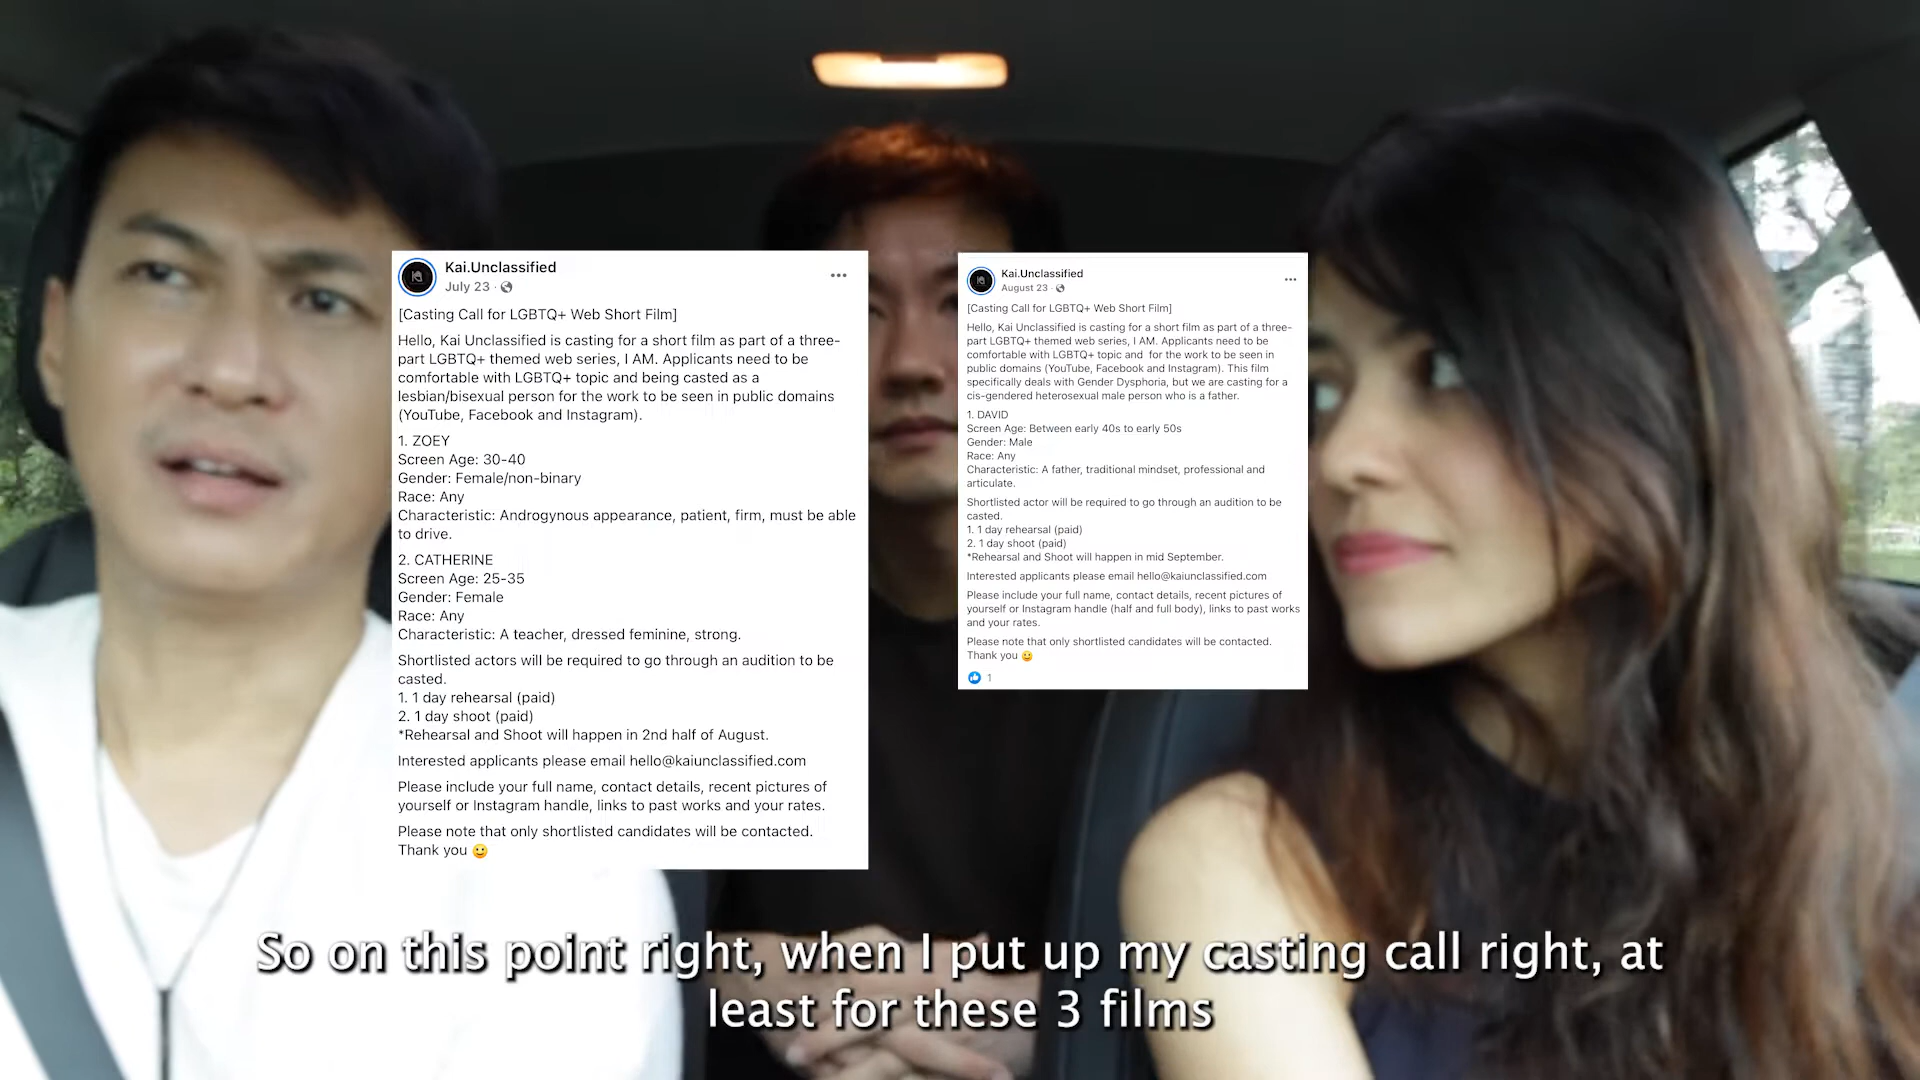 Kai.Unclassified
July 23 ·
[Casting Call for LGBTQ+ Web Short Film]
Hello, Kai Unclassified is casting for a short film as part of a three-
part LGBTQ+ themed web series, I AM. Applicants need to be
comfortable with LGBTQ+ topic and being casted as a
lesbian/bisexual person for the work to be seen in public domains
(YouTube, Facebook and Instagram).
1. ZOEY
Screen Age: 30-40
Gender: Female/non-binary
Race: Any
Characteristic: Androgynous appearance, patient, firm, must be able
to drive.
2. CATHERINE
Screen Age: 25-35
Gender: Female
Race: Any
Characteristic: A teacher, dressed feminine, strong.
Shortlisted actors will be required to go through an audition to be
casted.
1. 1 day rehearsal (paid)
2. 1 day shoot (paid)
*Rehearsal and Shoot will happen in 2nd half of August.
Interested applicants please email hello@kaiunclassified.com
Please include your full name, contact details, recent pictures of
yourself or Instagram handle, links to past works and your rates.
Please note that only shortlisted candidates will be contacted.
Thank you 🙂
Kai.Unclassified
August 23 ·
[Casting Call for LGBTQ+ Web Short Film]
Hello, Kai Unclassified is casting for a short film as part of a three-
part LGBTQ+ themed web series, I AM. Applicants need to be
comfortable with LGBTQ+ topic and for the work to be seen in
public domains (YouTube, Facebook and Instagram). This film
specifically deals with Gender Dysphoria, but we are casting for a
cis-gendered heterosexual male person who is a father.
1. DAVID
Screen Age: Between early 40s to early 50s
Gender: Male
Race: Any
Characteristic: A father, traditional mindset, professional and
articulate.
Shortlisted actor will be required to go through an audition to be
casted.
1. 1 day rehearsal (paid)
2. 1 day shoot (paid)
*Rehearsal and Shoot will happen in mid September.
Interested applicants please email hello@kaiunclassified.com
Please include your full name, contact details, recent pictures of
yourself or Instagram handle (half and full body), links to past works
and your rates.
Please note that only shortlisted candidates will be contacted.
Thank you 🙂
1
So on this point right, when I put up my casting call right, at
least for these 3 films